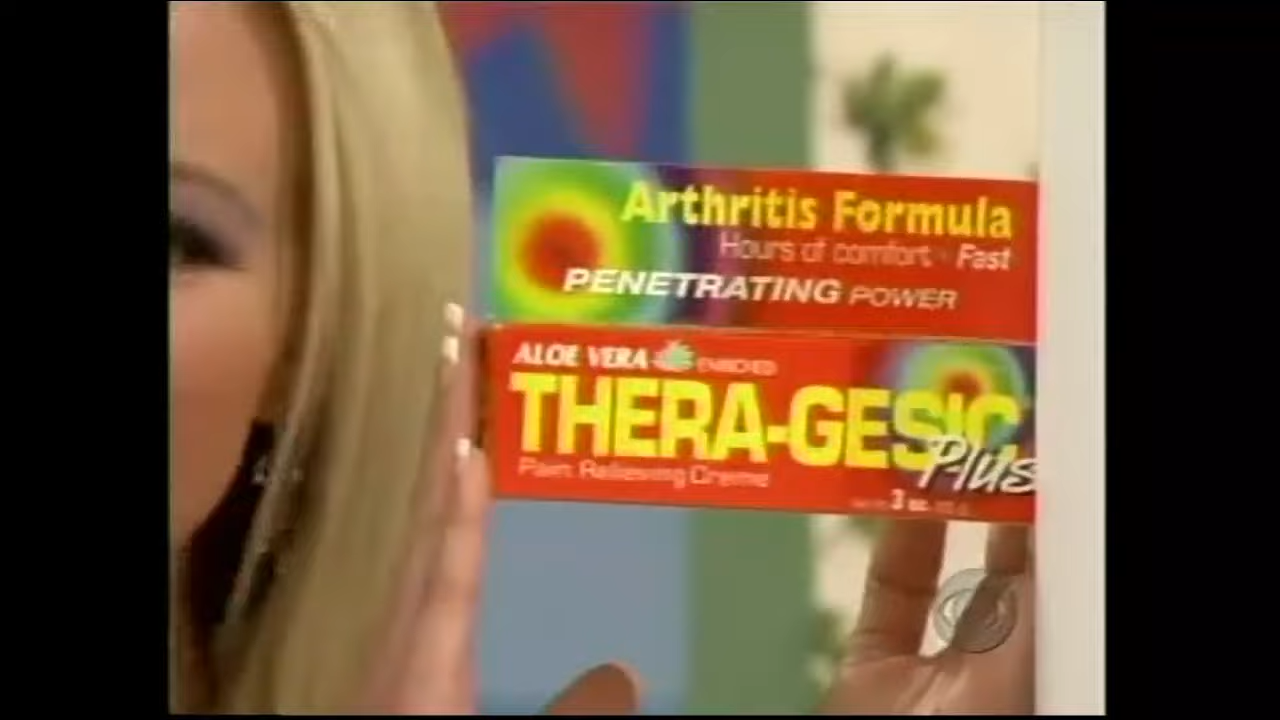 Arthritis Formula
Hours of comfort · Fast
PENETRATING POWER
ALOE VERA ENRICHED
THERA-GESIC
Plus
Pain Relieving Creme
3 oz.